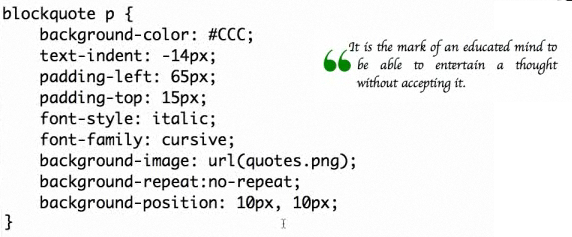 blockquote p {
background-color: #CCC;
text-indent: -14px;
padding-left: 65px;
padding-top: 15px;
font-style: italic;
font-family: cursive;
background-image: url(quotes.png);
background-repeat:no-repeat;
background-position: 10px, 10px;
}
“It is the mark of an educated mind to
be able to entertain a thought
without accepting it.